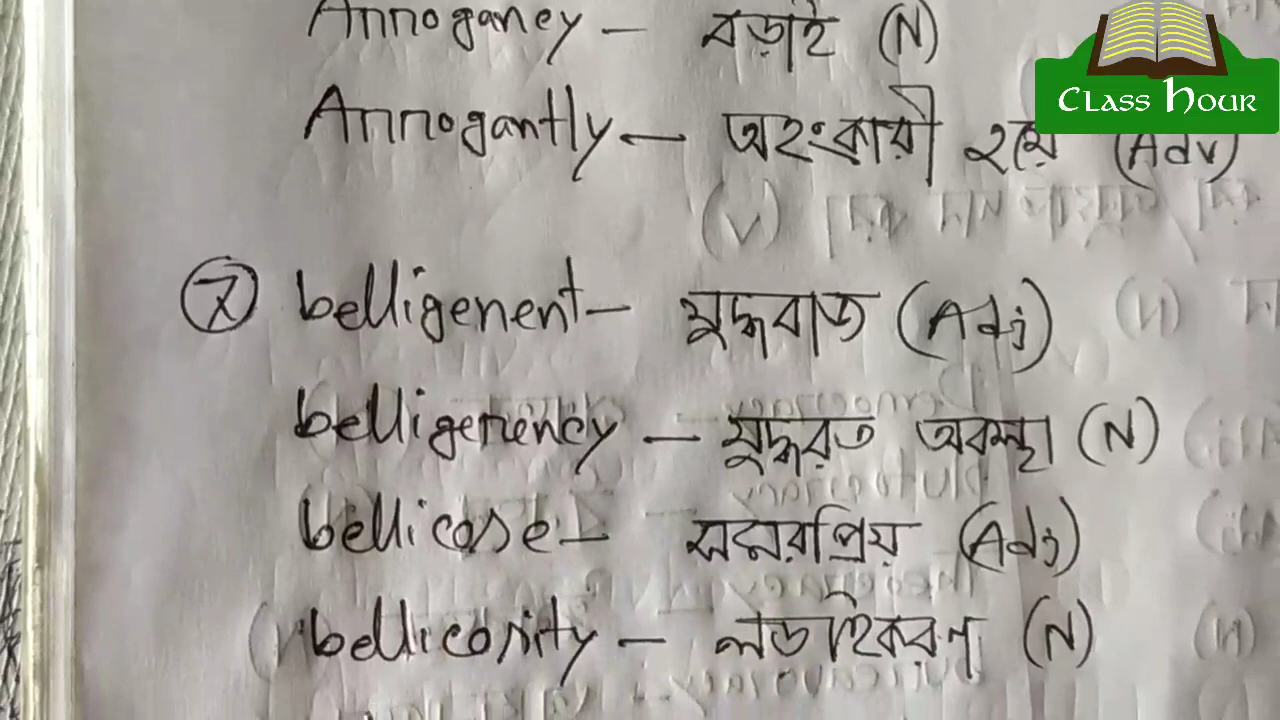 Arrogancy – বড়াই (N)
CLASS HOUR
Arrogantly – অহংকারী হয়ে (Adv)
7 belligerent – যুদ্ধবাজ (Adj)
belligerency – যুদ্ধরত অবস্থা (N)
bellicose – সমরপ্রিয় (Adj)
bellicosity – লড়াইকরণ (N)